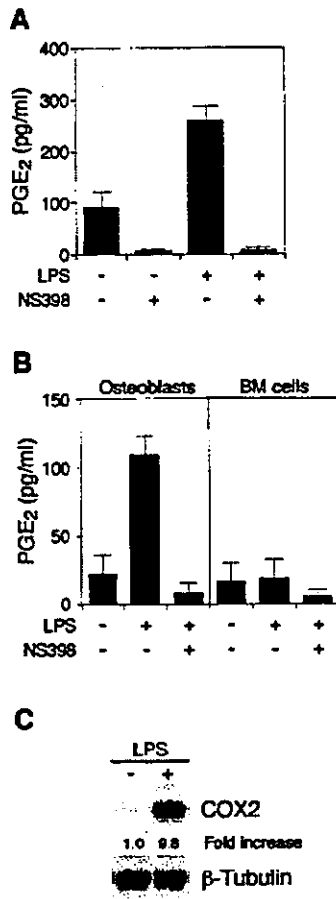 A
PGE2 (pg/ml)
400
300
200
100
0
LPS - - + +
NS398 - + - +
B
Osteoblasts BM cells
PGE2 (pg/ml)
150
100
50
0
LPS - + + - + +
NS398 - - + - - +
C
LPS
- +
COX2
1.0 9.8 Fold increase
β-Tubulin